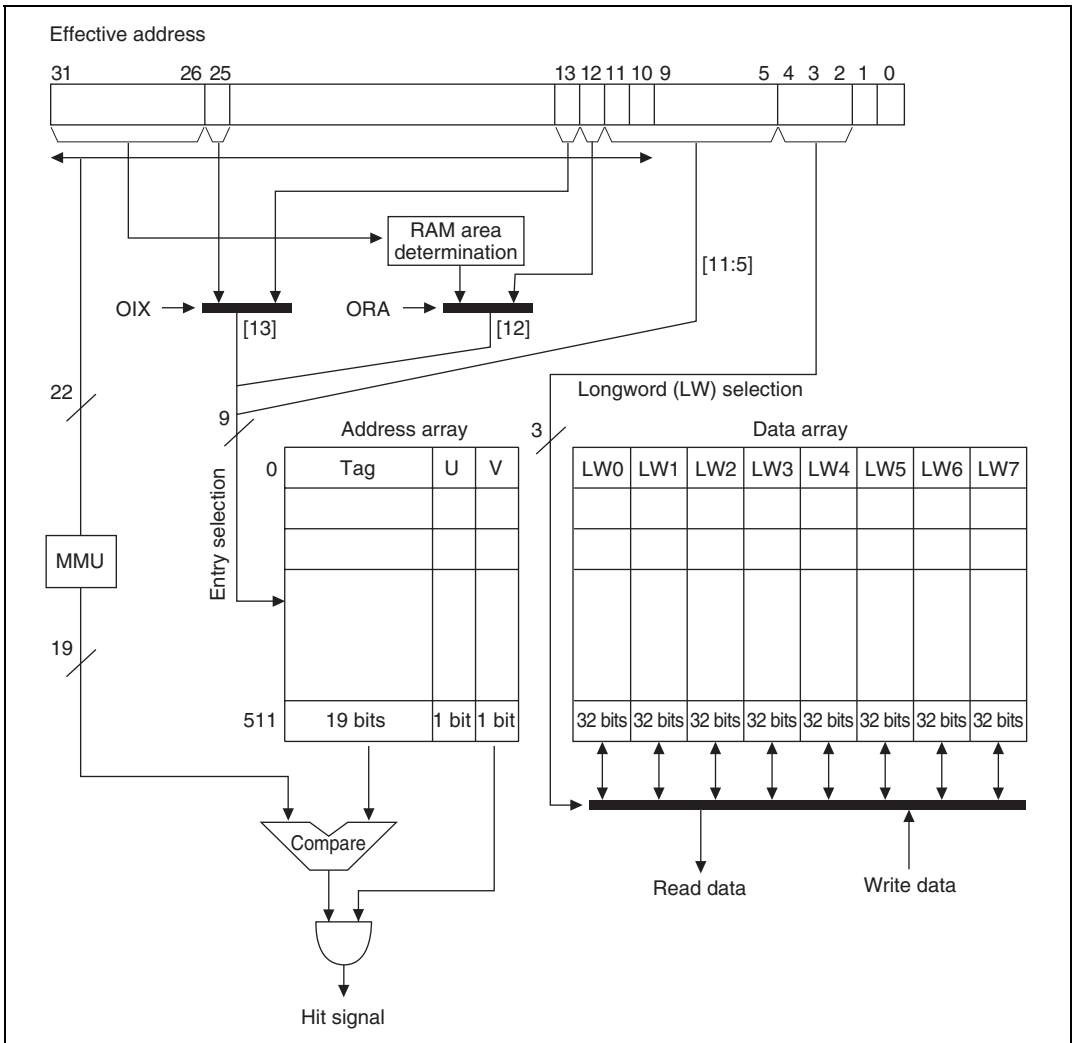 Effective address
31 26 25 13 12 11 10 9 5 4 3 2 1 0
RAM area
determination
[11:5]
OIX
[13]
ORA
[12]
22
Longword (LW) selection
9
3
Address array
Data array
Entry selection
0 Tag U V
LW0 LW1 LW2 LW3 LW4 LW5 LW6 LW7
MMU
19
511 19 bits 1 bit 1 bit
32 bits 32 bits 32 bits 32 bits 32 bits 32 bits 32 bits 32 bits
Compare
Read data
Write data
Hit signal